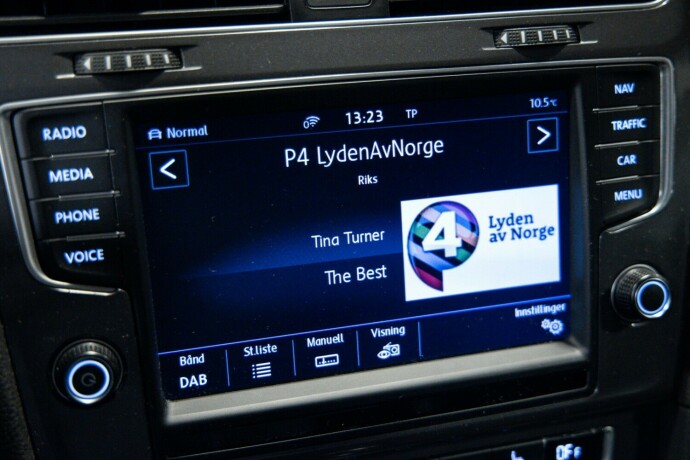 RADIO
MEDIA
PHONE
VOICE
Normal
13:23
TP
10.5°C
<
P4 LydenAvNorge
>
Riks
Tina Turner
The Best
4
Lyden
av Norge
Innstillinger
Bånd
DAB
St.liste
Manuell
Visning
NAV
TRAFFIC
CAR
MENU
OFF